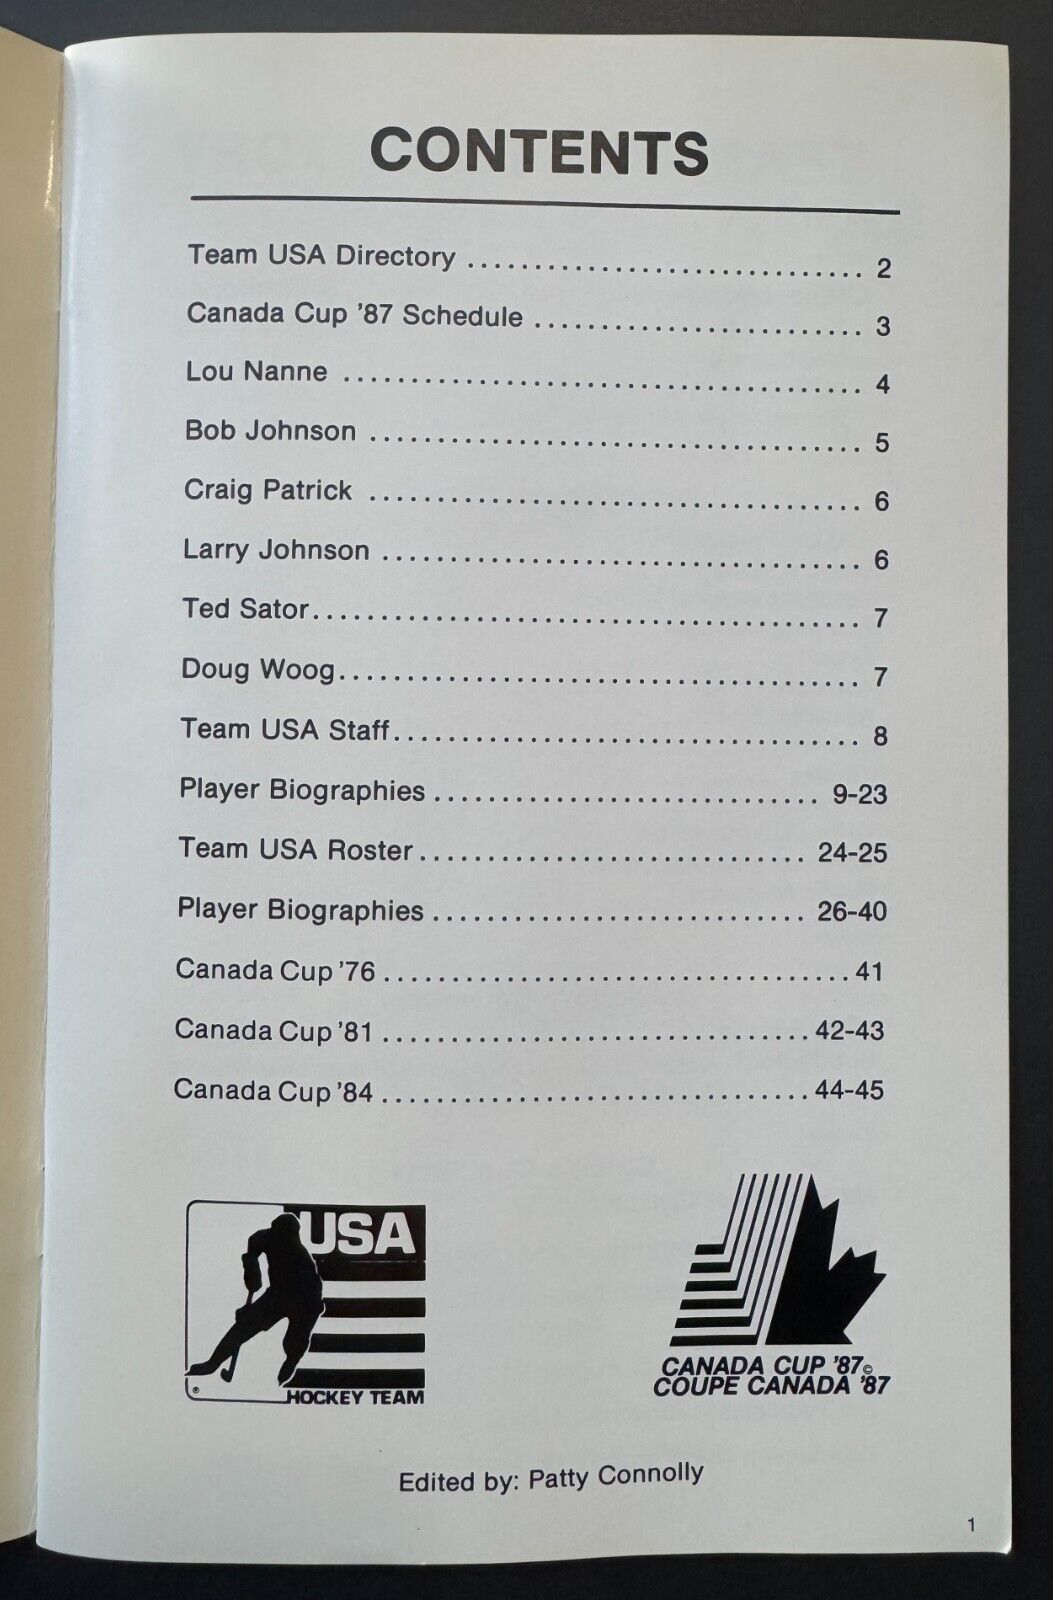 CONTENTS
Team USA Directory .............................. 2
Canada Cup '87 Schedule ......................... 3
Lou Nanne ....................................... 4
Bob Johnson ..................................... 5
Craig Patrick ..................................... 6
Larry Johnson .................................... 6
Ted Sator......................................... 7
Doug Woog....................................... 7
Team USA Staff................................... 8
Player Biographies ............................. 9-23
Team USA Roster ............................. 24-25
Player Biographies ............................ 26-40
Canada Cup '76 ...................................41
Canada Cup '81 ................................42-43
Canada Cup '84 ................................44-45
USA
HOCKEY TEAM
®
CANADA CUP '87©
COUPE CANADA '87
Edited by: Patty Connolly
1